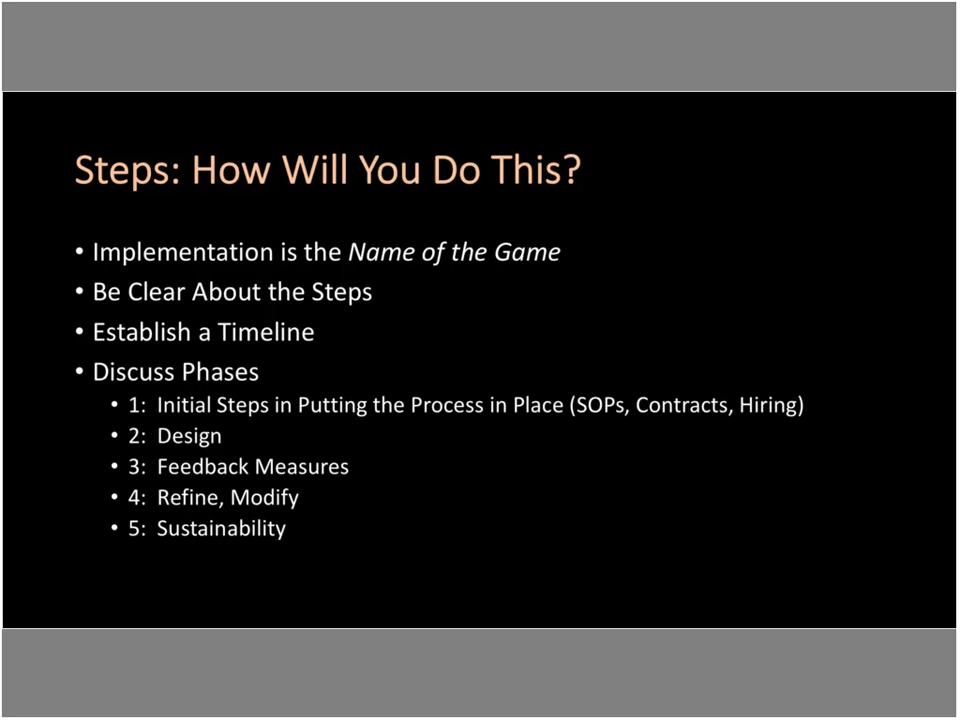 Steps: How Will You Do This?
• Implementation is the Name of the Game
• Be Clear About the Steps
• Establish a Timeline
• Discuss Phases
• 1: Initial Steps in Putting the Process in Place (SOPs, Contracts, Hiring)
• 2: Design
• 3: Feedback Measures
• 4: Refine, Modify
• 5: Sustainability